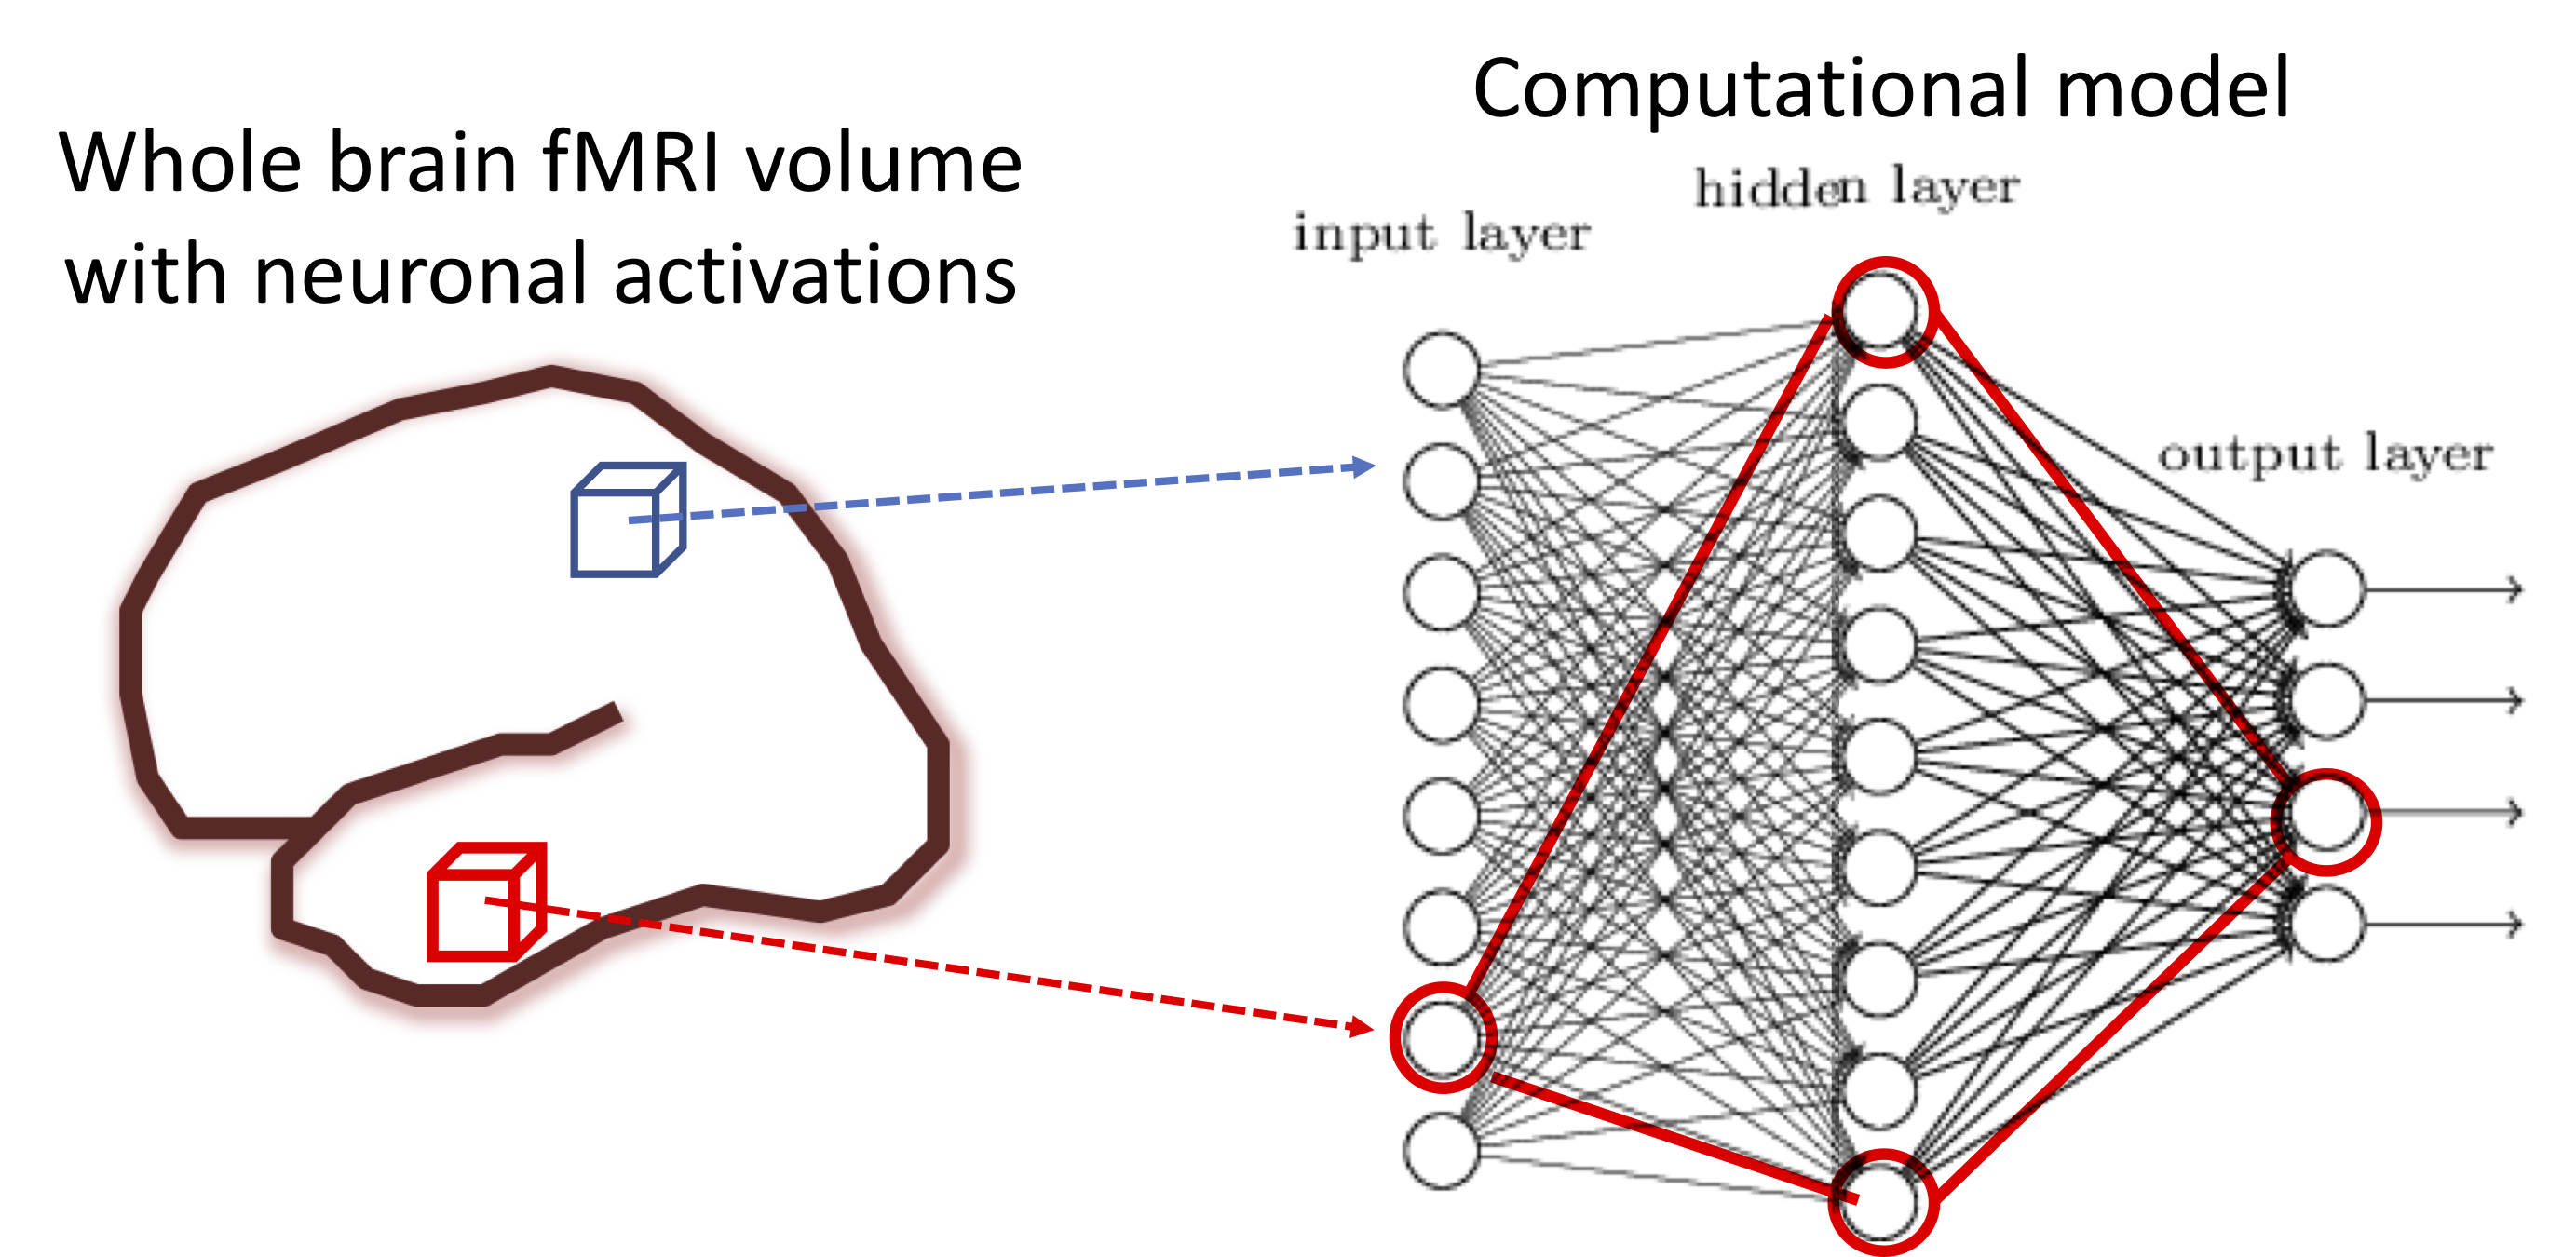 Whole brain fMRI volume
with neuronal activations
Computational model
hidden layer
input layer
output layer